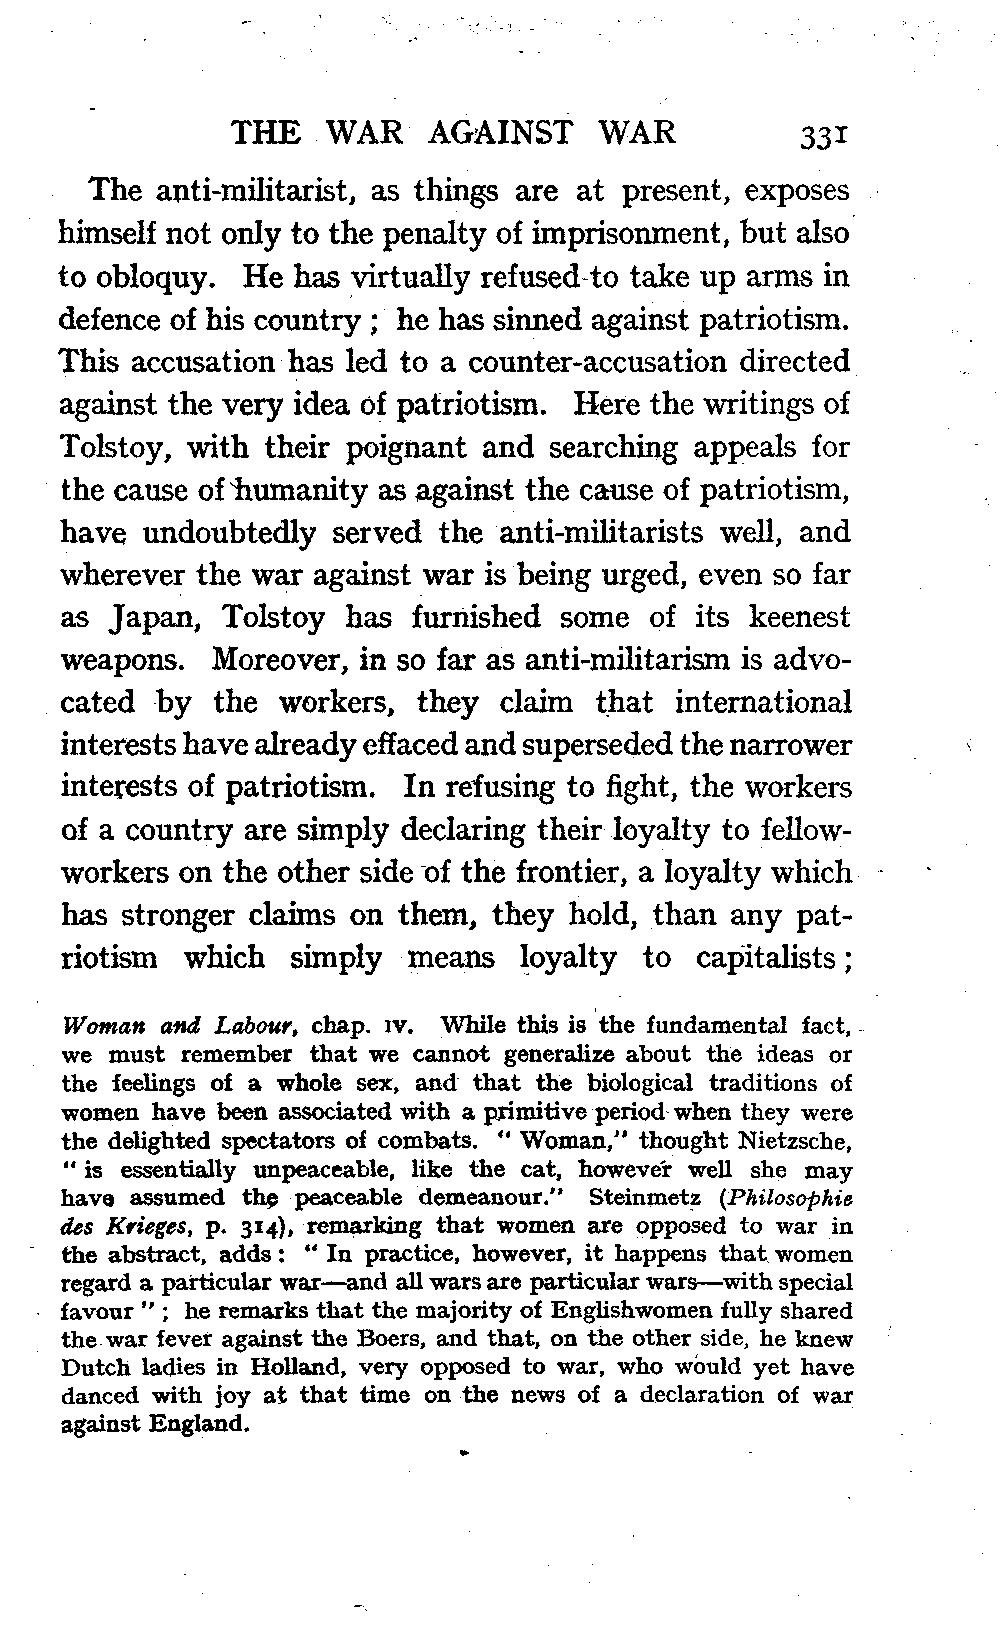 THE WAR AGAINST WAR 331
The anti-militarist, as things are at present, exposes
himself not only to the penalty of imprisonment, but also
to obloquy. He has virtually refused to take up arms in
defence of his country ; he has sinned against patriotism.
This accusation has led to a counter-accusation directed
against the very idea of patriotism. Here the writings of
Tolstoy, with their poignant and searching appeals for
the cause of humanity as against the cause of patriotism,
have undoubtedly served the anti-militarists well, and
wherever the war against war is being urged, even so far
as Japan, Tolstoy has furnished some of its keenest
weapons. Moreover, in so far as anti-militarism is advo-
cated by the workers, they claim that international
interests have already effaced and superseded the narrower
interests of patriotism. In refusing to fight, the workers
of a country are simply declaring their loyalty to fellow-
workers on the other side of the frontier, a loyalty which
has stronger claims on them, they hold, than any pat-
riotism which simply means loyalty to capitalists ;
Woman and Labour, chap. IV. While this is the fundamental fact,
we must remember that we cannot generalize about the ideas or
the feelings of a whole sex, and that the biological traditions of
women have been associated with a primitive period when they were
the delighted spectators of combats. " Woman," thought Nietzsche,
" is essentially unpeaceable, like the cat, however well she may
have assumed the peaceable demeanour." Steinmetz (Philosophie
des Krieges, p. 314), remarking that women are opposed to war in
the abstract, adds : " In practice, however, it happens that women
regard a particular war—and all wars are particular wars—with special
favour " ; he remarks that the majority of Englishwomen fully shared
the war fever against the Boers, and that, on the other side, he knew
Dutch ladies in Holland, very opposed to war, who would yet have
danced with joy at that time on the news of a declaration of war
against England.